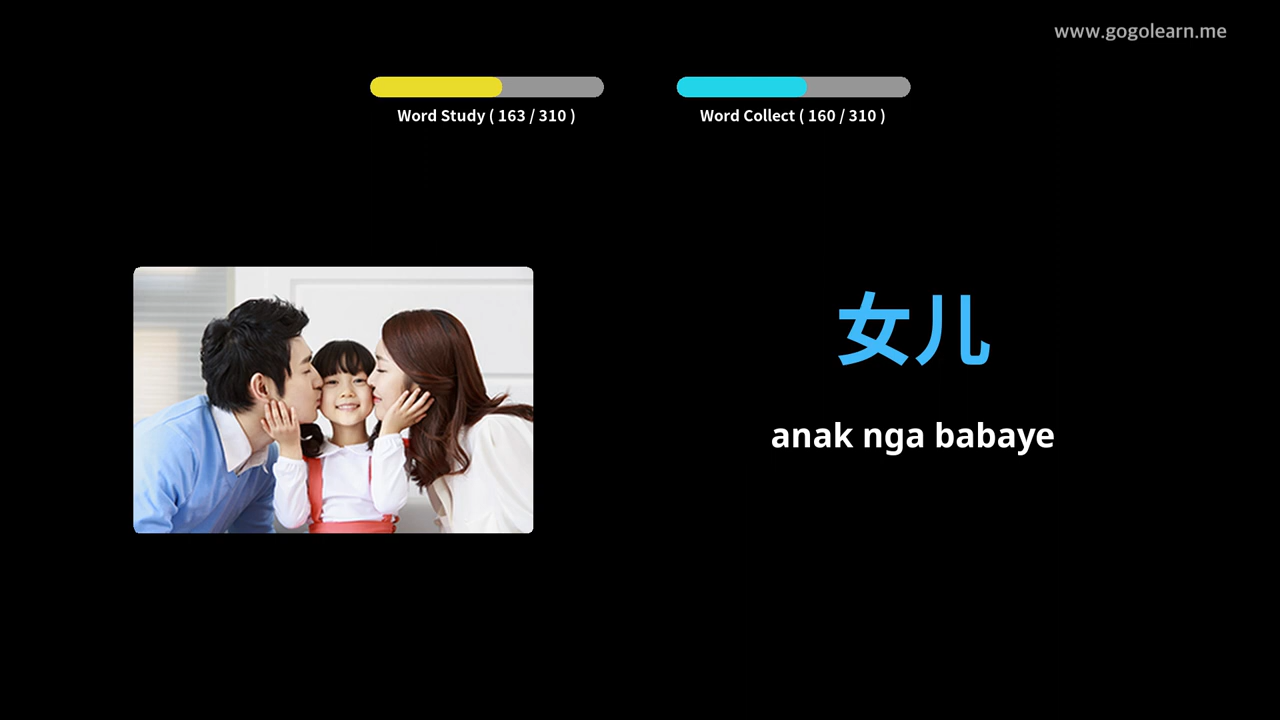 www.gogolearn.me
Word Study ( 163 / 310 )
Word Collect ( 160 / 310 )
女儿
anak nga babaye